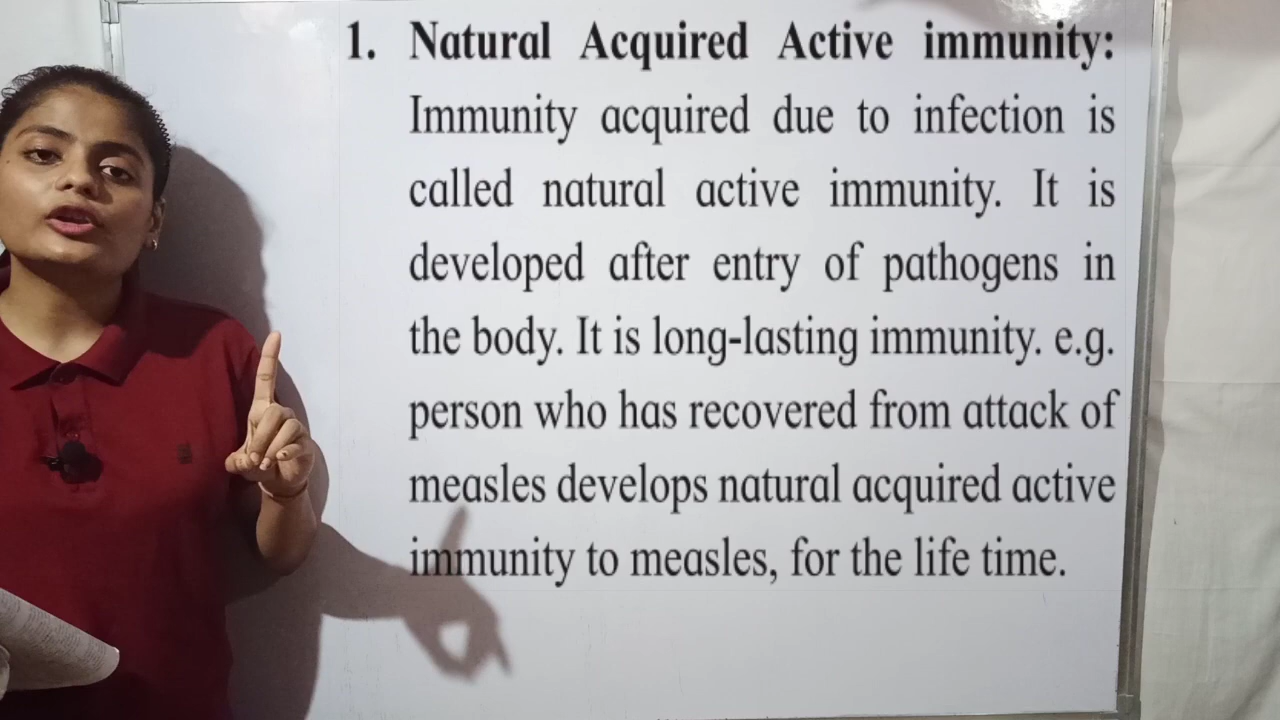 1. Natural Acquired Active immunity:
Immunity acquired due to infection is
called natural active immunity. It is
developed after entry of pathogens in
the body. It is long-lasting immunity. e.g.
person who has recovered from attack of
measles develops natural acquired active
immunity to measles, for the life time.